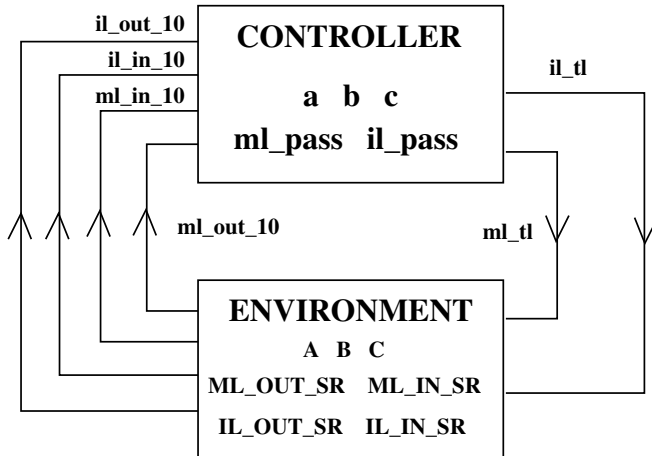 il_out_10
CONTROLLER
il_in_10
il_tl
ml_in_10
a b c
ml_pass il_pass
ml_out_10
ml_tl
ENVIRONMENT
A B C
ML_OUT_SR ML_IN_SR
IL_OUT_SR IL_IN_SR